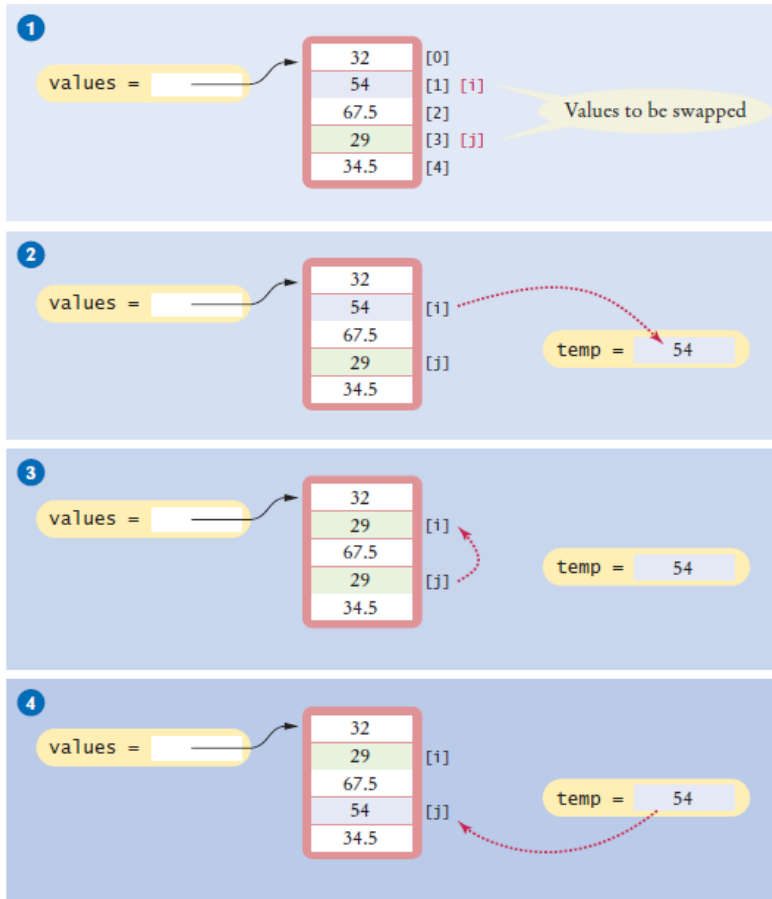 1
values =
32 [0]
54 [1] [i]
67.5 [2]
29 [3] [j]
34.5 [4]
Values to be swapped
2
values =
32
54 [i]
67.5
29 [j]
34.5
temp = 54
3
values =
32
29 [i]
67.5
29 [j]
34.5
temp = 54
4
values =
32
29 [i]
67.5
54 [j]
34.5
temp = 54